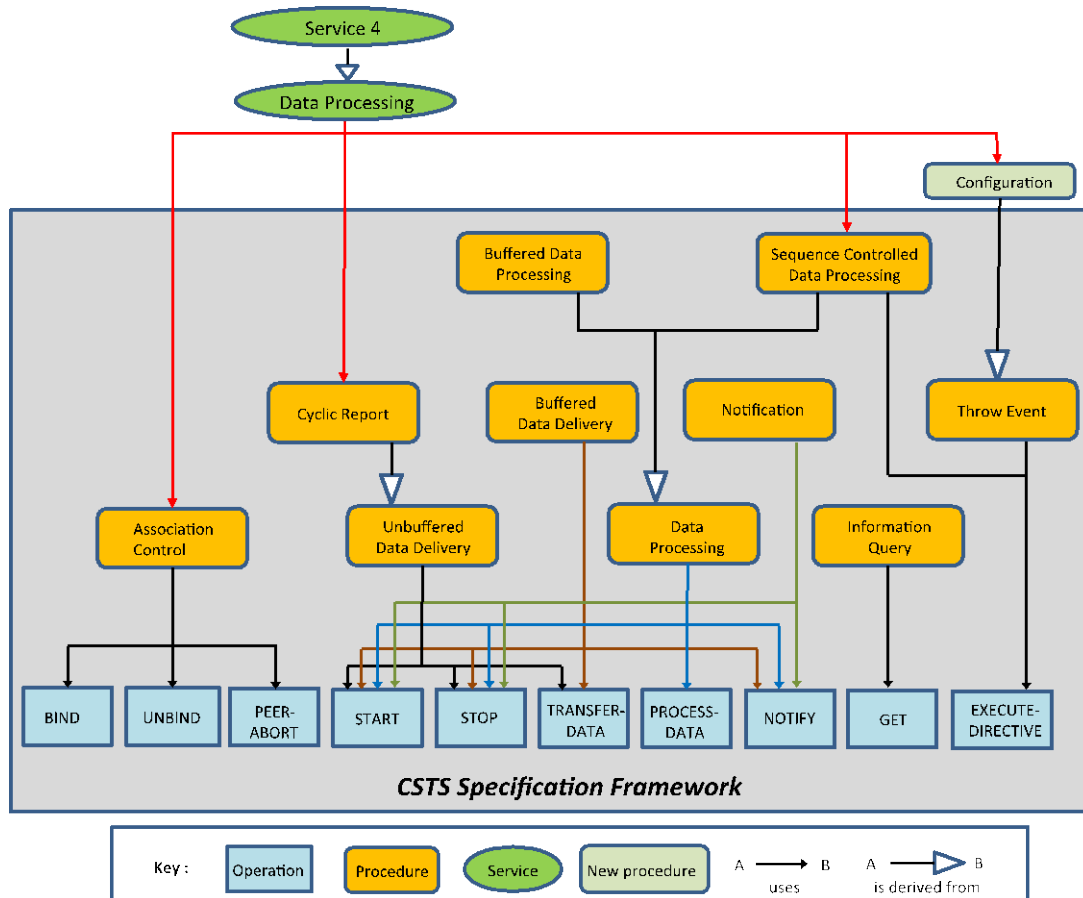 Service 4
Data Processing
Configuration
Buffered Data
Processing
Sequence Controlled
Data Processing
Cyclic Report
Buffered
Data Delivery
Notification
Throw Event
Association
Control
Unbuffered
Data Delivery
Data
Processing
Information
Query
BIND
UNBIND
PEER-
ABORT
START
STOP
TRANSFER-
DATA
PROCESS-
DATA
NOTIFY
GET
EXECUTE-
DIRECTIVE
CSTS Specification Framework
Key :
Operation
Procedure
Service
New procedure
A B
uses
A B
is derived from